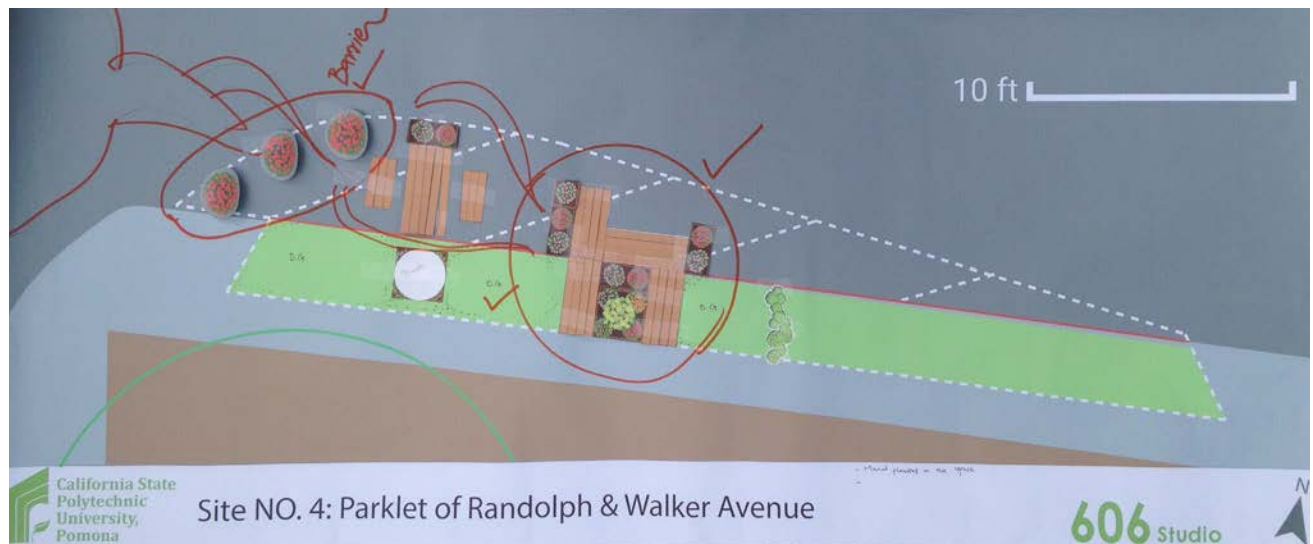 Barrier
10 ft
D.G
D.G
D.G
California State
Polytechnic
University,
Pomona
Site NO. 4: Parklet of Randolph & Walker Avenue
606 Studio
N